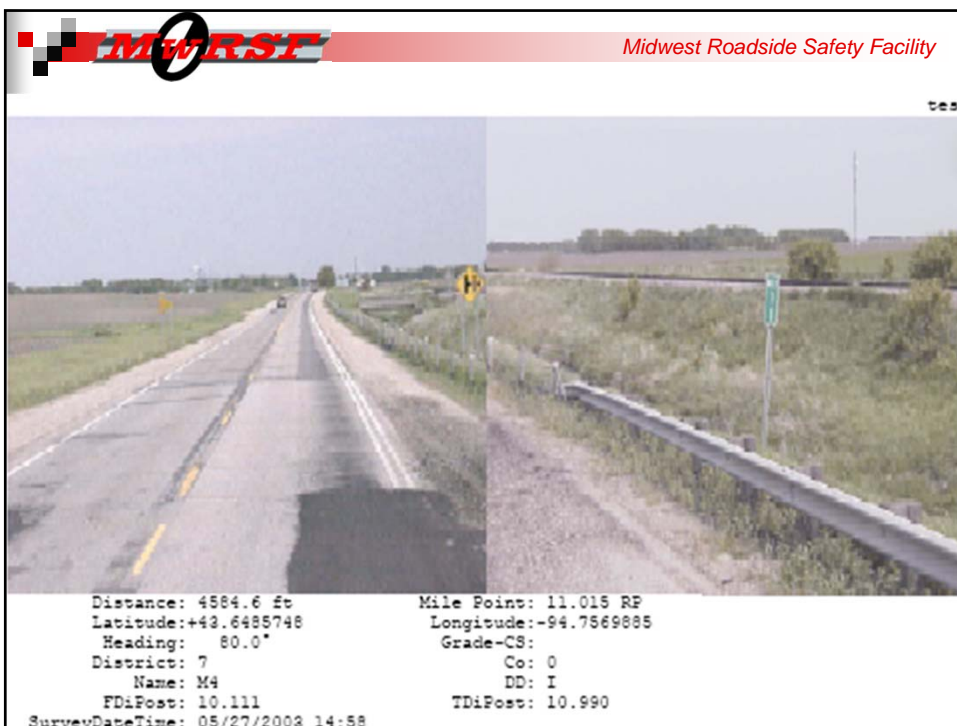 MWRSF
Midwest Roadside Safety Facility
tes
Distance: 4584.6 ft Mile Point: 11.015 RP
Latitude:+43.6485748 Longitude:-94.7569885
Heading: 80.0° Grade-CS:
District: 7 Co: 0
Name: M4 DD: I
FDiPost: 10.111 TDiPost: 10.990
SurveyDateTime: 05/27/2003 14:58